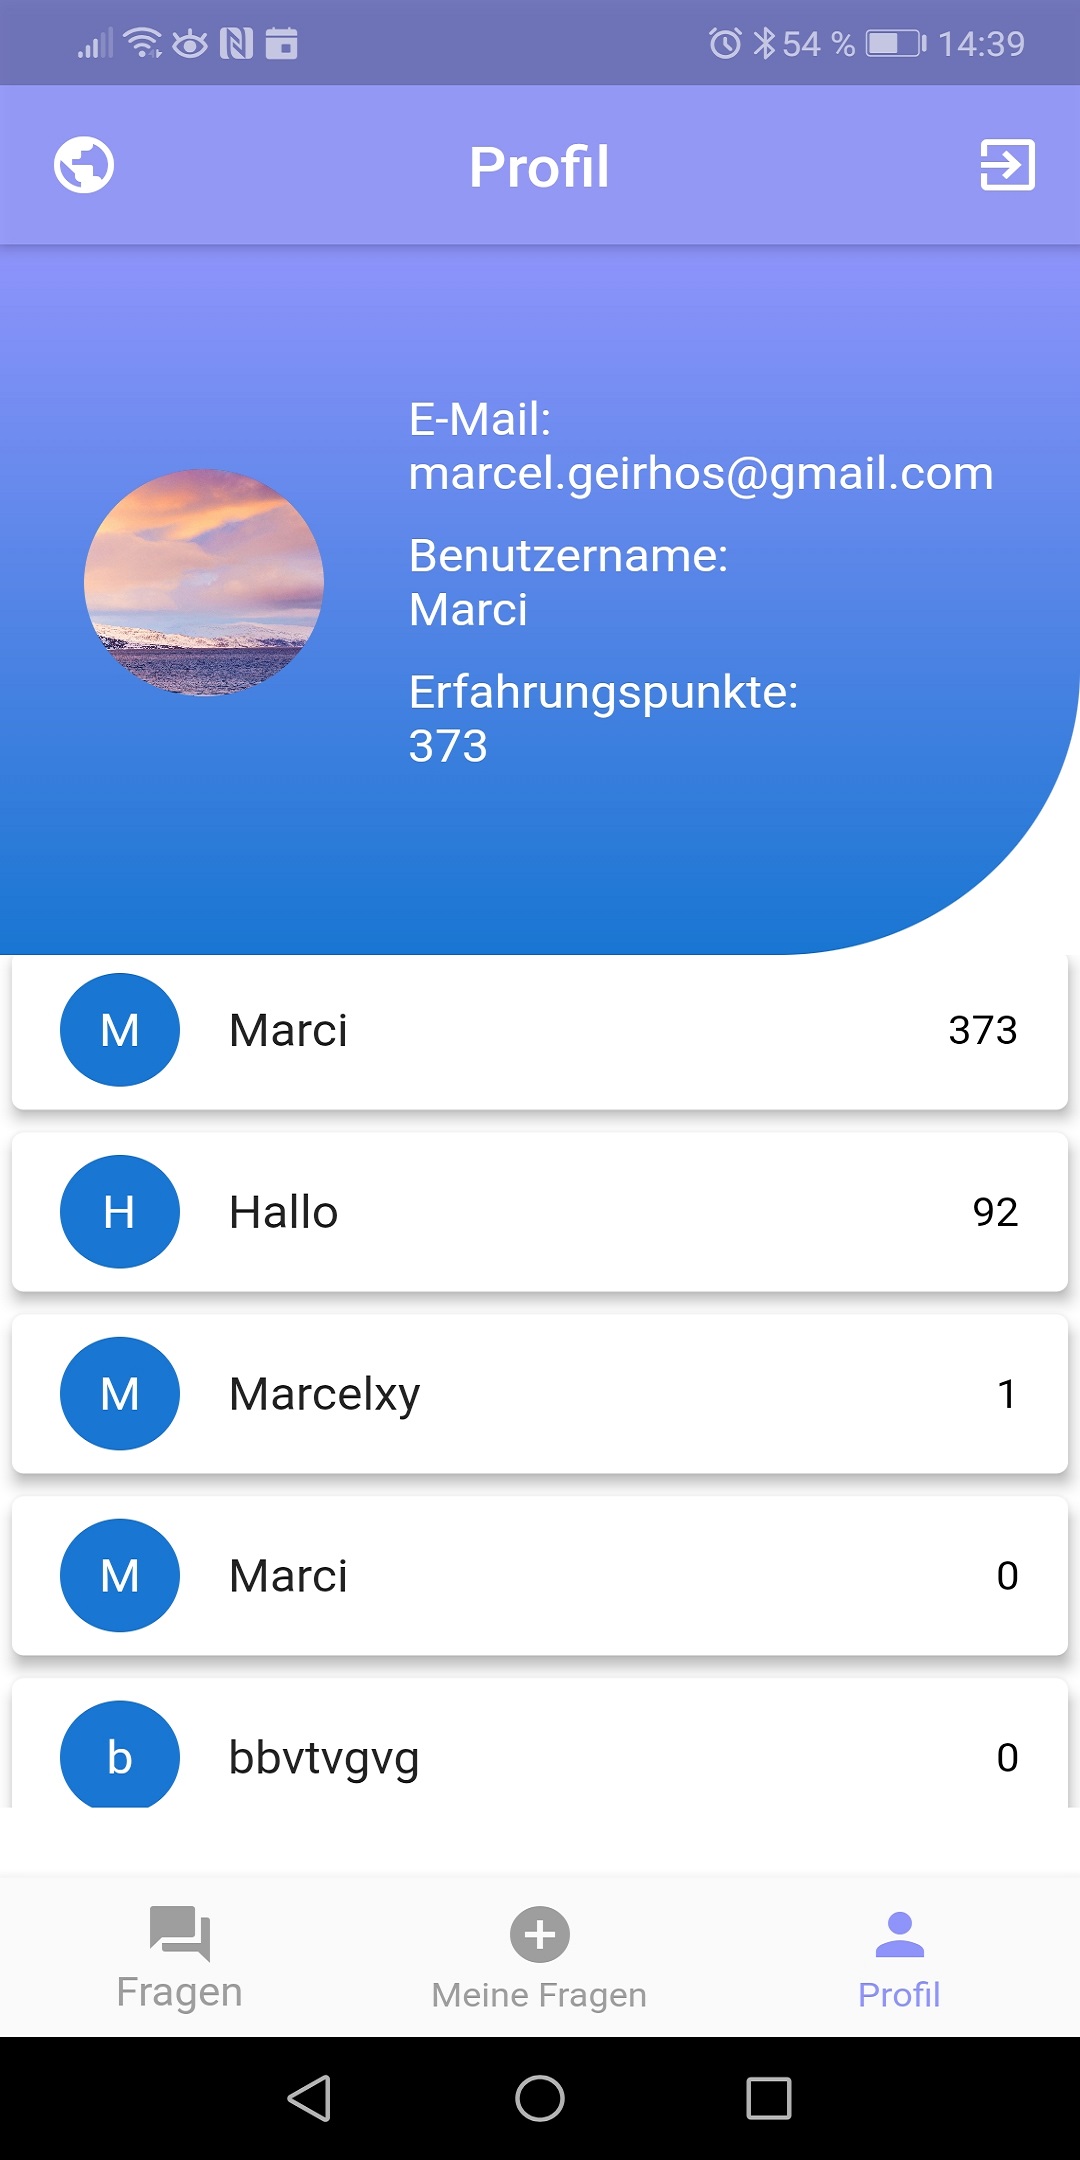 54 % 14:39
Profil
E-Mail:
marcel.geirhos@gmail.com
Benutzername:
Marci
Erfahrungspunkte:
373
M Marci 373
H Hallo 92
M Marcelxy 1
M Marci 0
b bbvtvgvg 0
Fragen Meine Fragen Profil